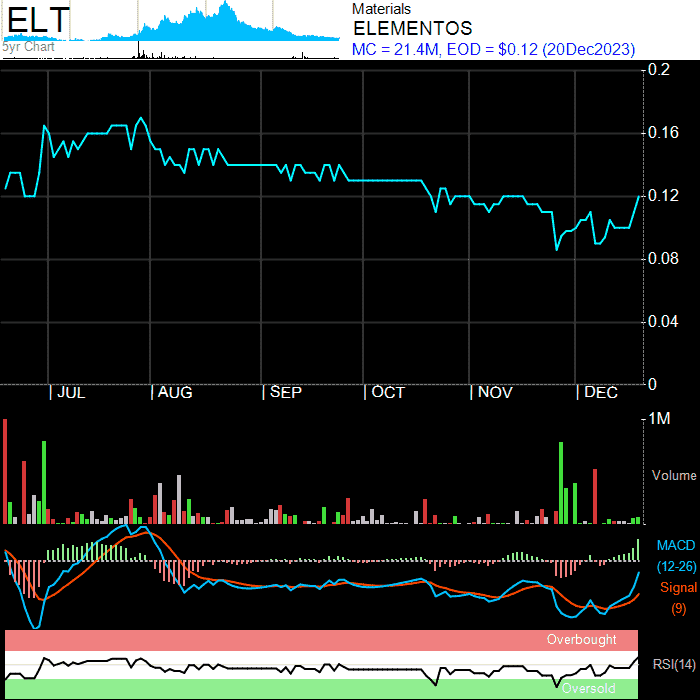 ELT
5yr Chart
Materials
ELEMENTOS
MC = 21.4M, EOD = $0.12 (20Dec2023)
0.2
0.16
0.12
0.08
0.04
0
| JUL | AUG | SEP | OCT | NOV | DEC
1M
Volume
MACD
(12-26)
Signal
(9)
Overbought
RSI(14)
Oversold